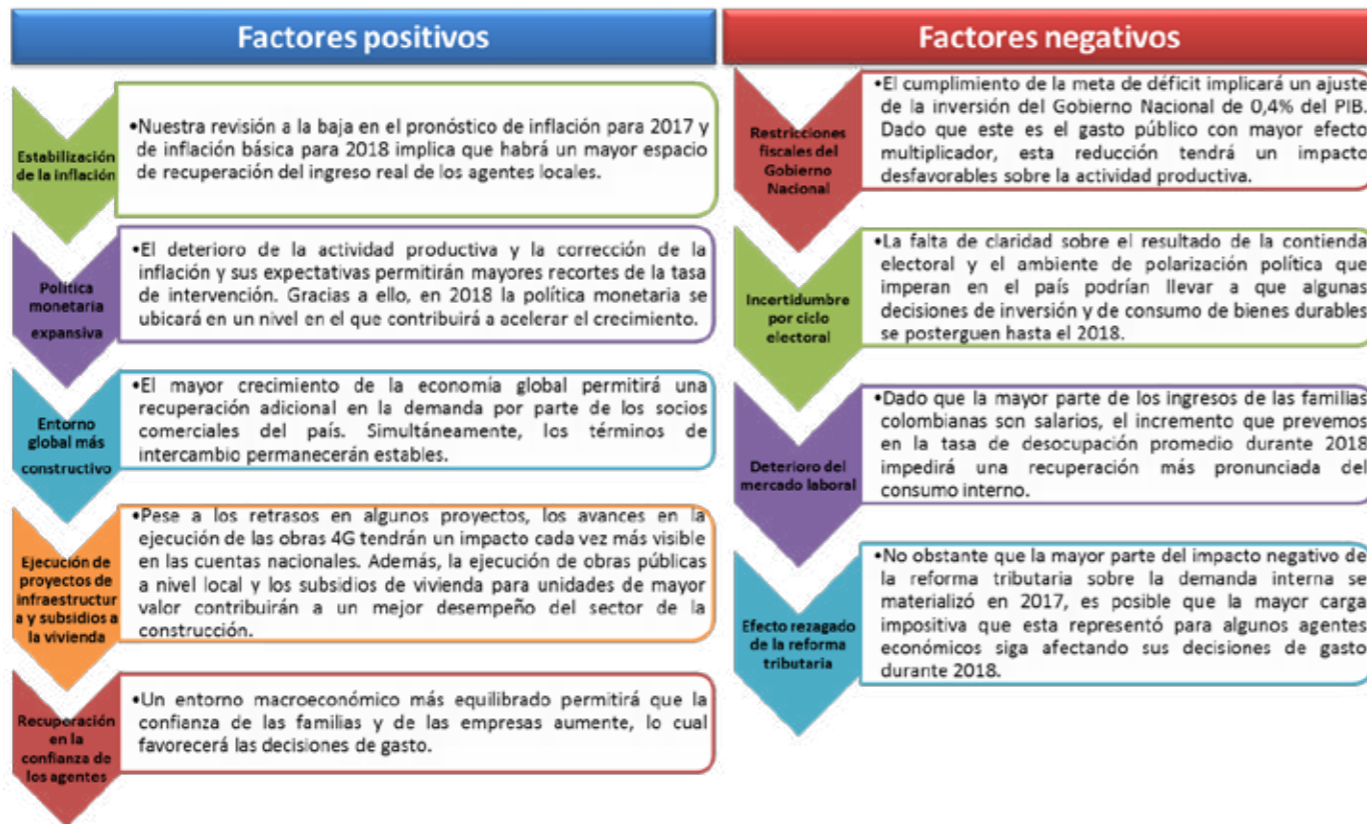 Factores positivos
Estabilización
de la inflación
•Nuestra revisión a la baja en el pronóstico de inflación para 2017 y
de inflación básica para 2018 implica que habrá un mayor espacio
de recuperación del ingreso real de los agentes locales.
Política
monetaria
expansiva
•El deterioro de la actividad productiva y la corrección de la
inflación y sus expectativas permitirán mayores recortes de la tasa
de intervención. Gracias a ello, en 2018 la política monetaria se
ubicará en un nivel en el que contribuirá a acelerar el crecimiento.
Entorno
global más
constructivo
•El mayor crecimiento de la economía global permitirá una
recuperación adicional en la demanda por parte de los socios
comerciales del país. Simultáneamente, los términos de
intercambio permanecerán estables.
Ejecución de
proyectos de
infraestructur
a y subsidios a
la vivienda
•Pese a los retrasos en algunos proyectos, los avances en la
ejecución de las obras 4G tendrán un impacto cada vez más visible
en las cuentas nacionales. Además, la ejecución de obras públicas
a nivel local y los subsidios de vivienda para unidades de mayor
valor contribuirán a un mejor desempeño del sector de la
construcción.
Recuperación
en la
confianza de
los agentes
•Un entorno macroeconómico más equilibrado permitirá que la
confianza de las familias y de las empresas aumente, lo cual
favorecerá las decisiones de gasto.
Factores negativos
Restricciones
fiscales del
Gobierno
Nacional
•El cumplimiento de la meta de déficit implicará un ajuste
de la inversión del Gobierno Nacional de 0,4% del PIB.
Dado que este es el gasto público con mayor efecto
multiplicador, esta reducción tendrá un impacto
desfavorables sobre la actividad productiva.
Incertidumbre
por ciclo
electoral
•La falta de claridad sobre el resultado de la contienda
electoral y el ambiente de polarización política que
imperan en el país podrían llevar a que algunas
decisiones de inversión y de consumo de bienes durables
se posterguen hasta el 2018.
Deterioro del
mercado laboral
•Dado que la mayor parte de los ingresos de las familias
colombianas son salarios, el incremento que prevemos
en la tasa de desocupación promedio durante 2018
impedirá una recuperación más pronunciada del
consumo interno.
Efecto rezagado
de la reforma
tributaria
•No obstante que la mayor parte del impacto negativo de
la reforma tributaria sobre la demanda interna se
materializó en 2017, es posible que la mayor carga
impositiva que esta representó para algunos agentes
económicos siga afectando sus decisiones de gasto
durante 2018.